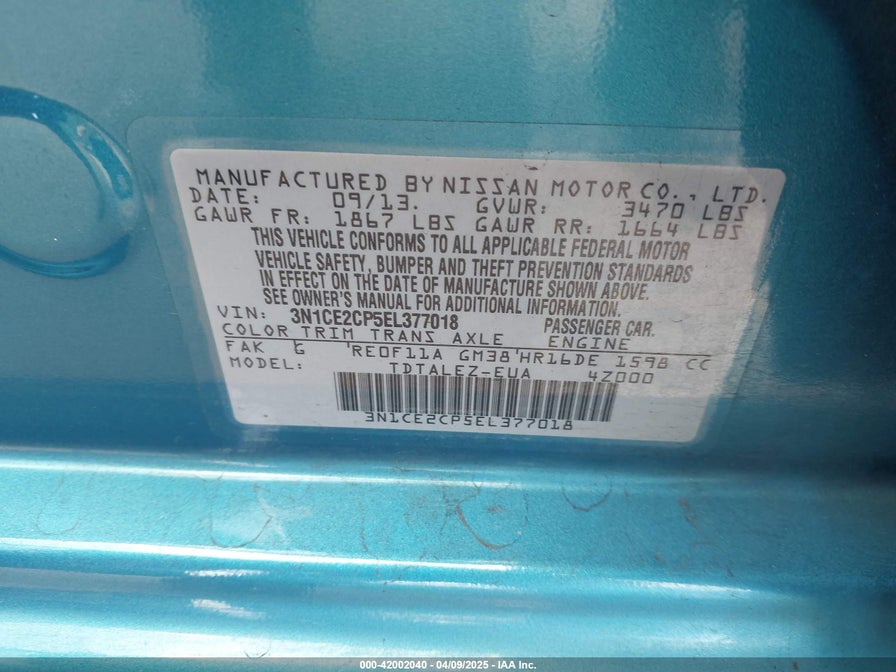 MANUFACTURED BY NISSAN MOTOR CO., LTD.
DATE: 09/13. GVWR: 3470 LBS
GAWR FR: 1867 LBS GAWR RR: 1664 LBS
THIS VEHICLE CONFORMS TO ALL APPLICABLE FEDERAL MOTOR
VEHICLE SAFETY, BUMPER AND THEFT PREVENTION STANDARDS
IN EFFECT ON THE DATE OF MANUFACTURE SHOWN ABOVE.
SEE OWNER'S MANUAL FOR ADDITIONAL INFORMATION.
VIN: 3N1CE2CP5EL377018 PASSENGER CAR.
COLOR TRIM TRANS AXLE ENGINE
FAK G 'RE0F11A GM38'HR16DE 1598 CC
MODEL: TDTALEZ-EUA 4Z000
3N1CE2CP5EL377018
000-42002040 - 04/09/2025 - IAA Inc.